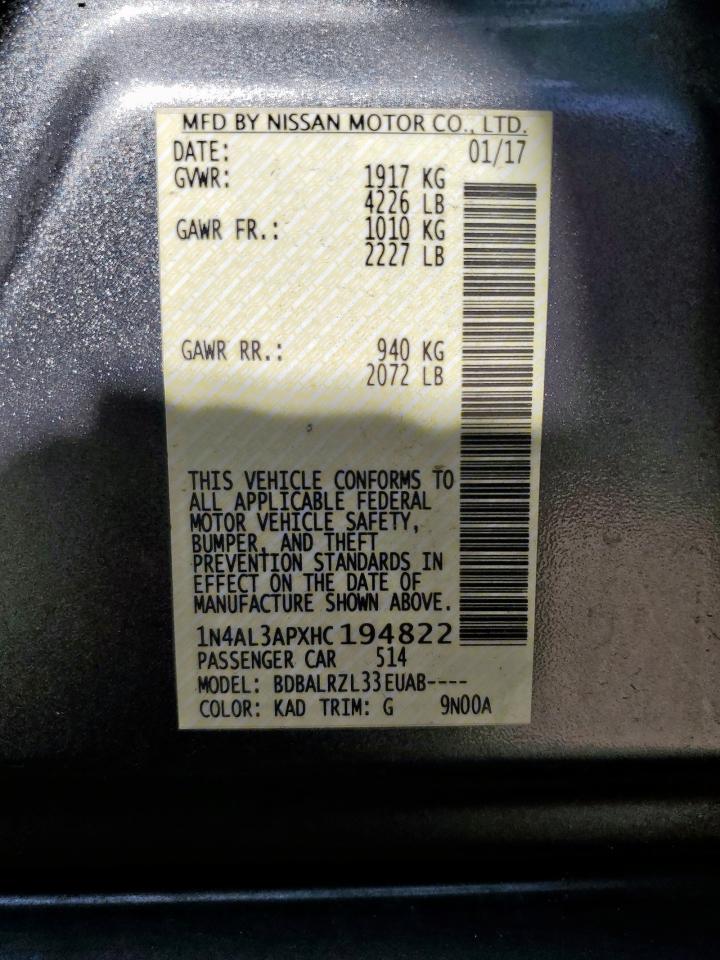 MFD BY NISSAN MOTOR CO., LTD.
DATE: 01/17
GVWR: 1917 KG
4226 LB
GAWR FR.: 1010 KG
2227 LB
GAWR RR.: 940 KG
2072 LB
THIS VEHICLE CONFORMS TO
ALL APPLICABLE FEDERAL
MOTOR VEHICLE SAFETY,
BUMPER, AND THEFT
PREVENTION STANDARDS IN
EFFECT ON THE DATE OF
MANUFACTURE SHOWN ABOVE.
1N4AL3APXHC194822
PASSENGER CAR 514
MODEL: BDBALRZL33EUAB----
COLOR: KAD TRIM: G 9N00A